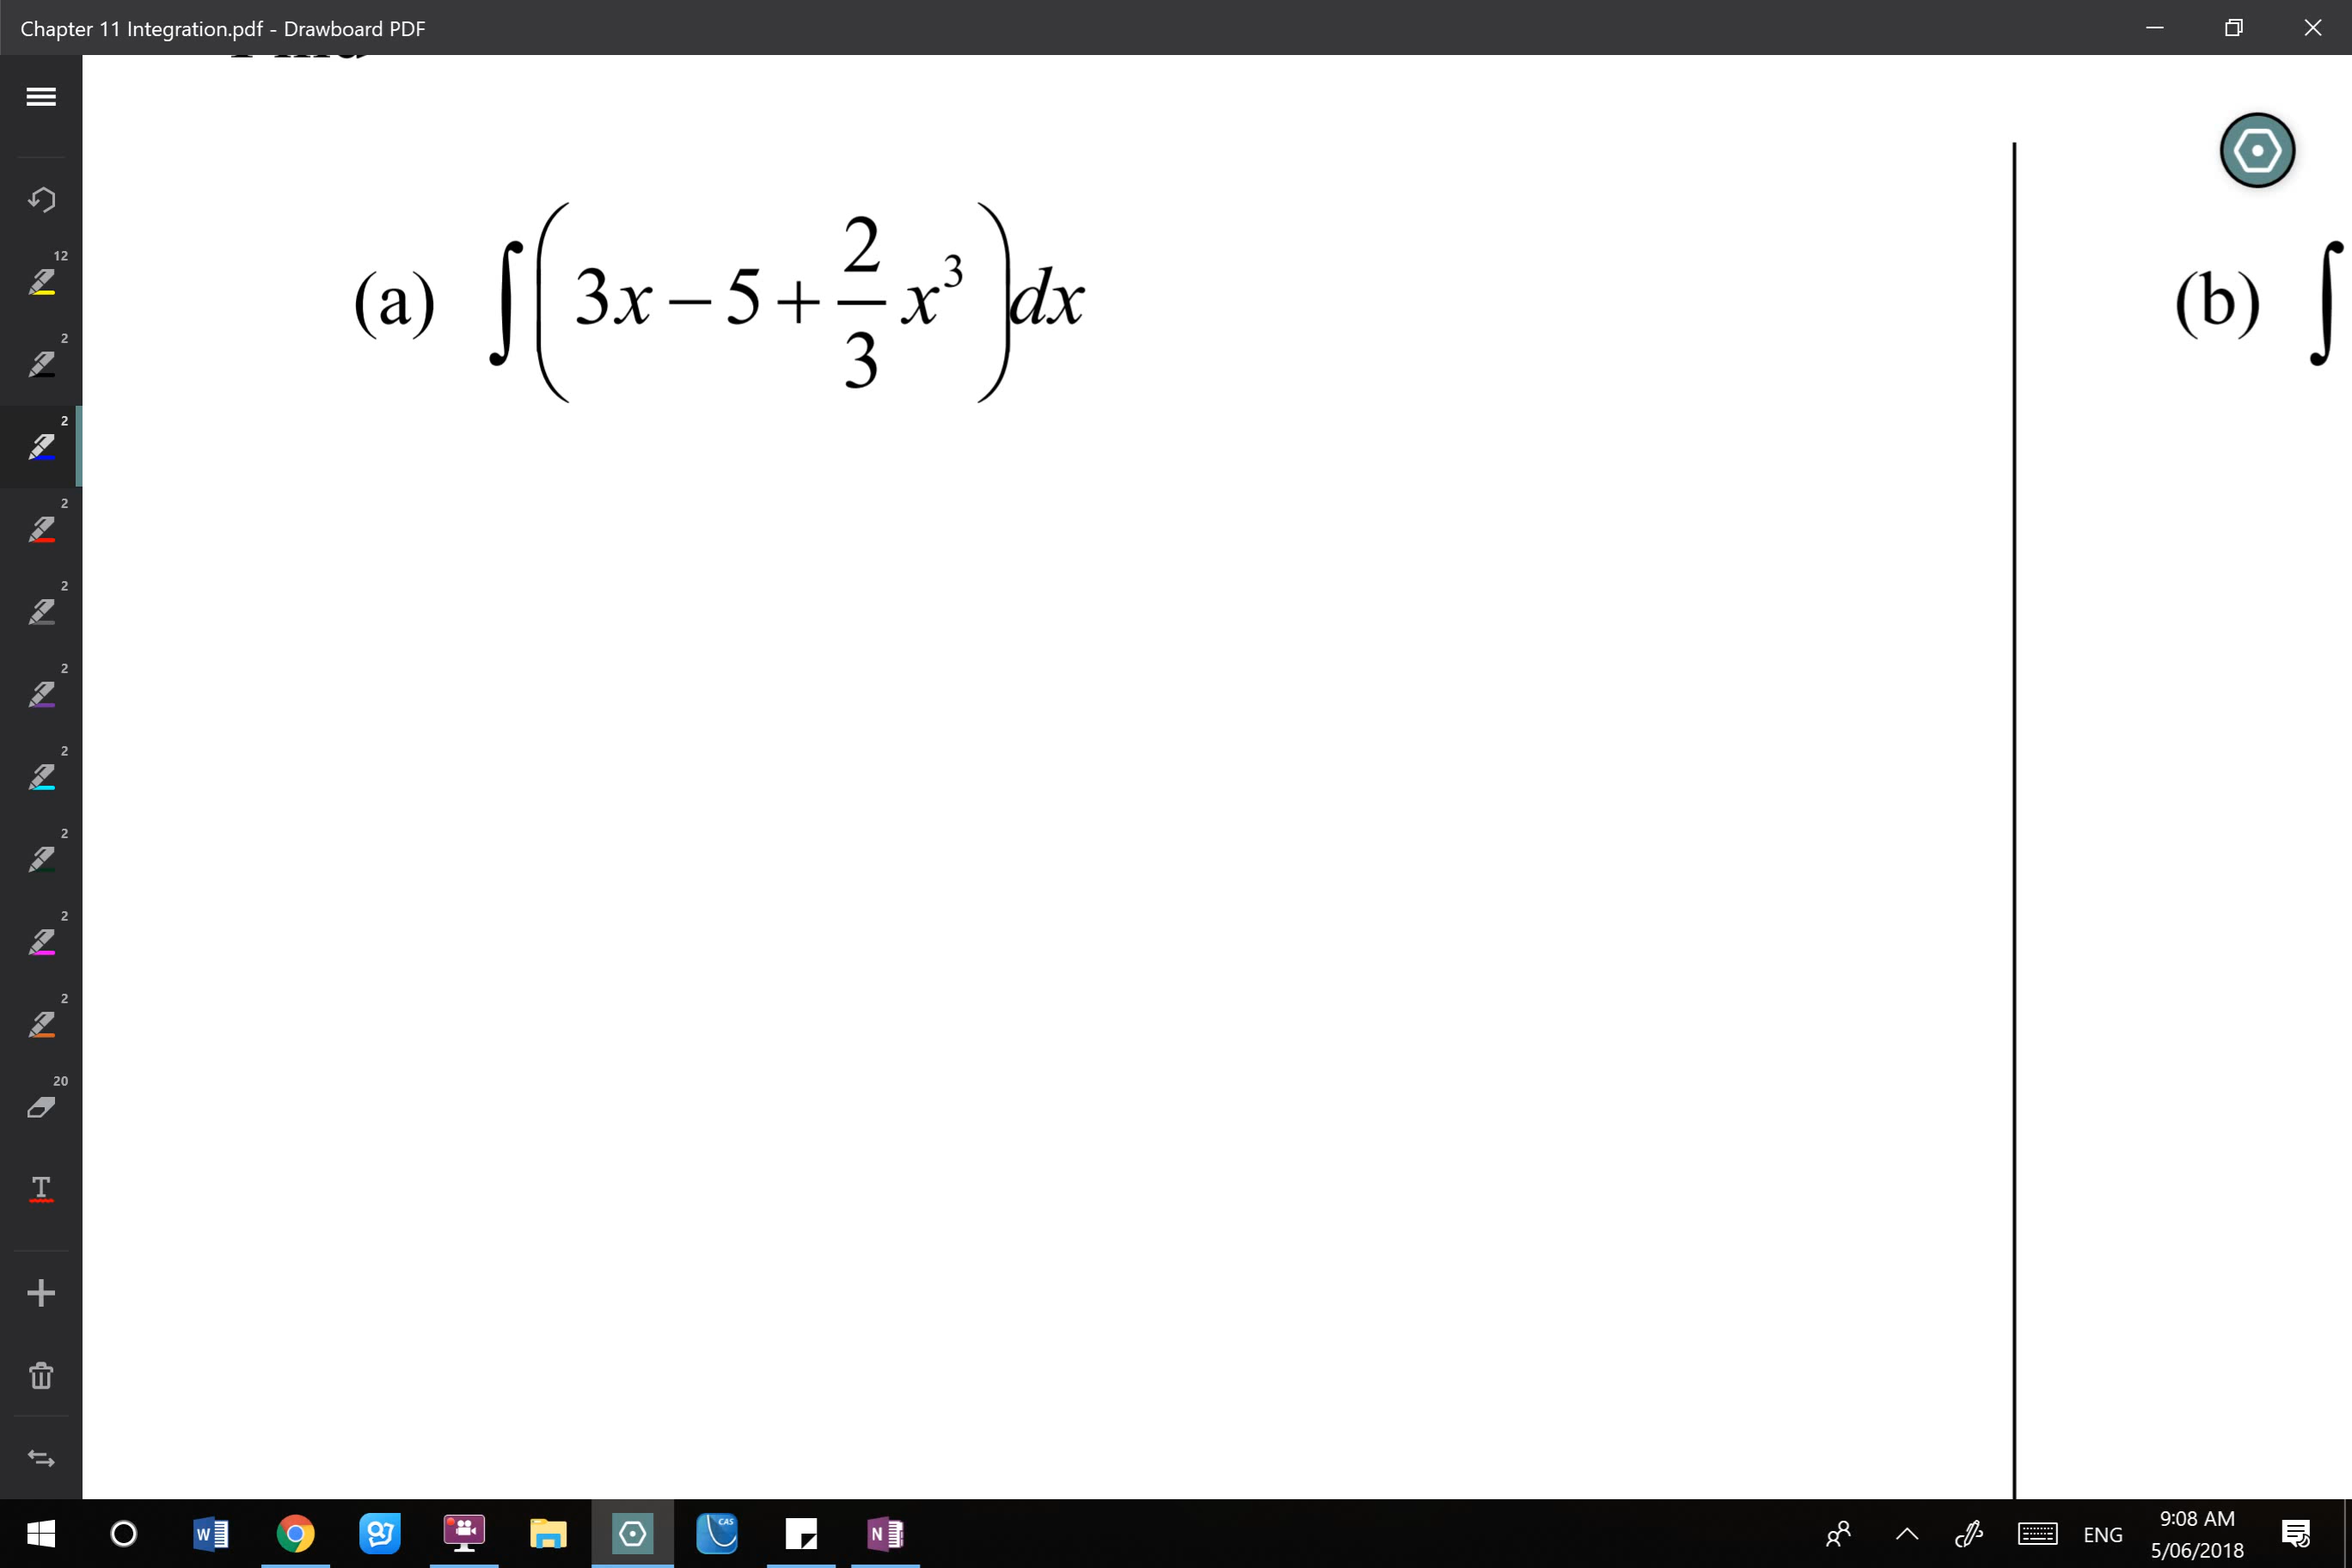 Chapter 11 Integration.pdf - Drawboard PDF
(a) ∫(3x − 5 + 2/3 x³)dx
(b) ∫
12
2
2
2
2
2
2
2
2
2
20
T
W
CAS
N
ENG
9:08 AM
5/06/2018